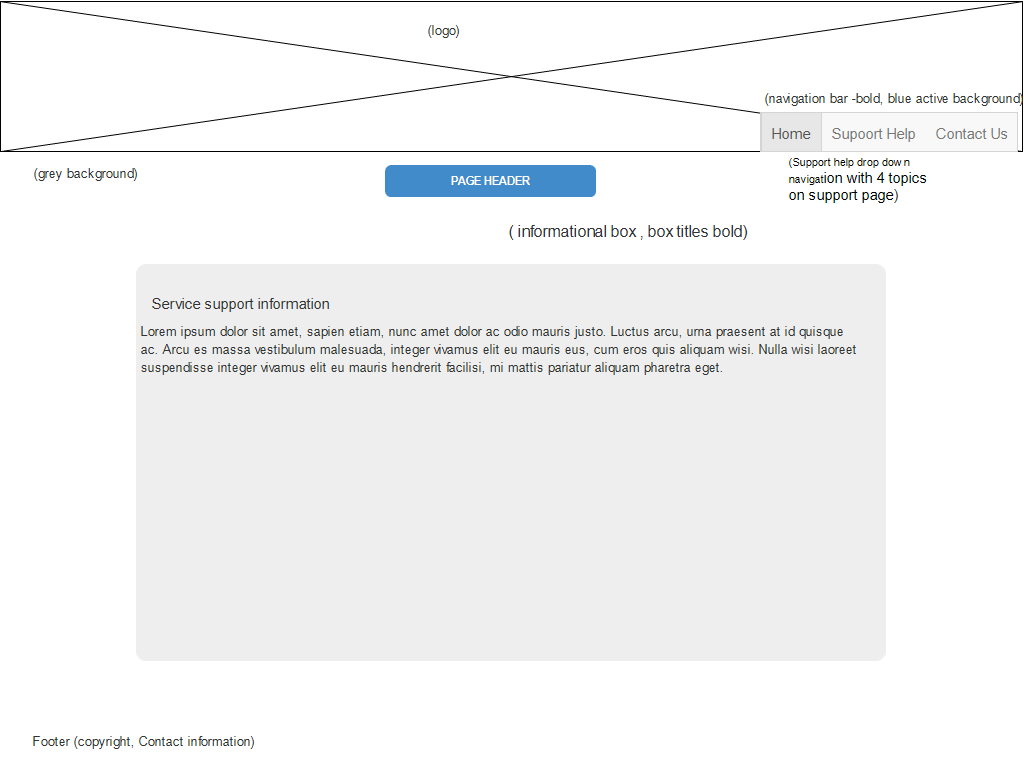 (logo)
(navigation bar -bold, blue active background)
Home Supoort Help Contact Us
(grey background)
PAGE HEADER
(Support help drop down
navigation with 4 topics
on support page)
( informational box , box titles bold)
Service support information
Lorem ipsum dolor sit amet, sapien etiam, nunc amet dolor ac odio mauris justo. Luctus arcu, urna praesent at id quisque
ac. Arcu es massa vestibulum malesuada, integer vivamus elit eu mauris eus, cum eros quis aliquam wisi. Nulla wisi laoreet
suspendisse integer vivamus elit eu mauris hendrerit facilisi, mi mattis pariatur aliquam pharetra eget.
Footer (copyright, Contact information)